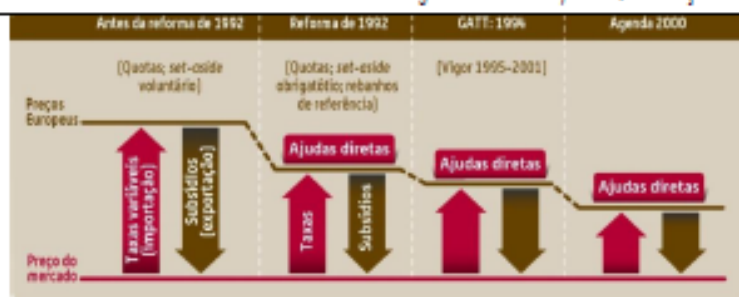 Antes da reforma de 1992
Reforma de 1992
GATT: 1994
Agenda 2000
[Quotas; set-aside
voluntário]
[Quotas; set-aside
obrigatótio; rebanhos
de referência)
[Vigor 1995-2001]
Preços
Europeus
Taxas variáveis
(importação)
Subsídios
(exportação)
Ajudas diretas
Taxas
Subsídios
Ajudas diretas
Ajudas diretas
Preço do
mercado